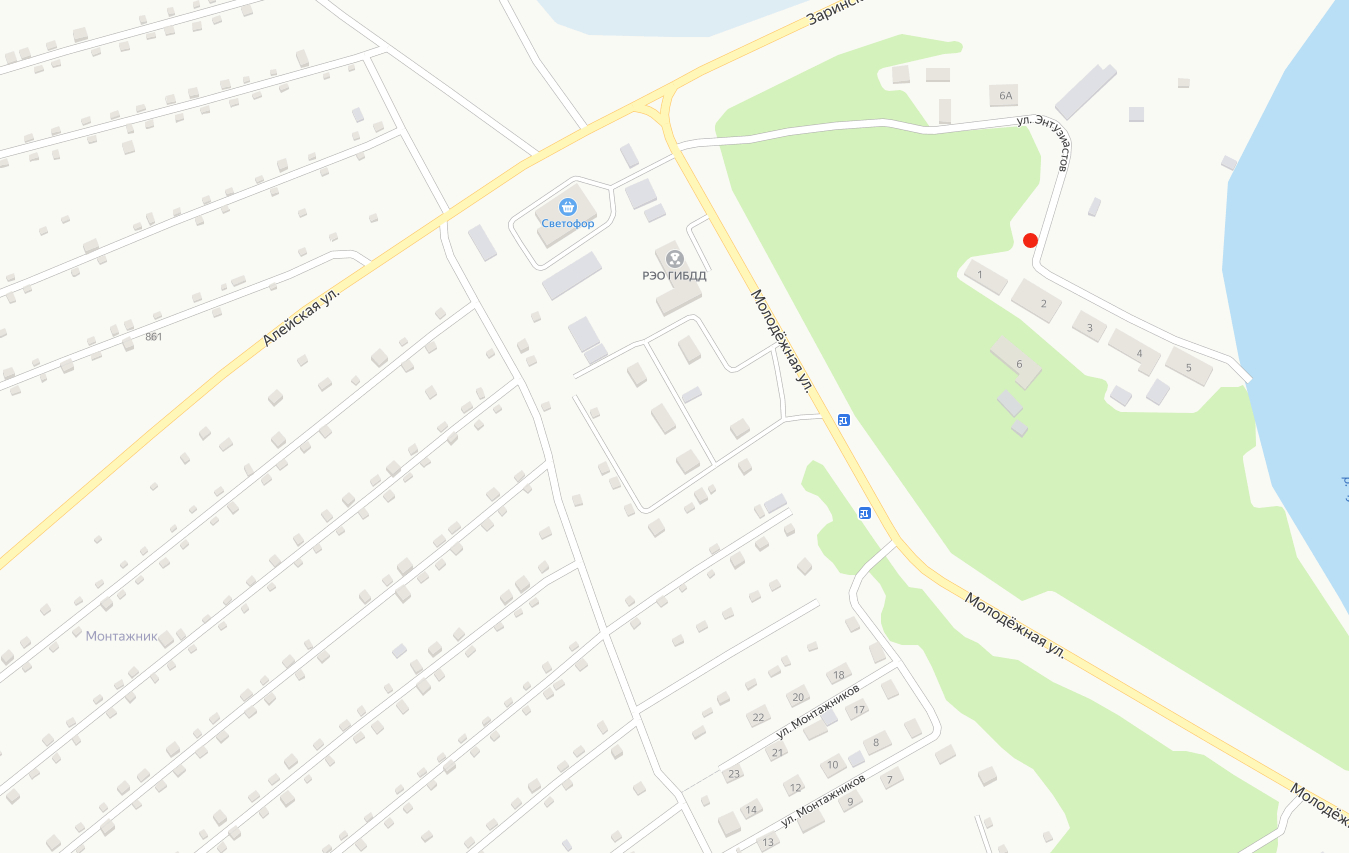 Заринск
6А
ул. Энтузиастов
Светофор
РЭО ГИБДД
1
2
3
4
5
6
Алейская ул.
861
Молодёжная ул.
Монтажник
Молодёжная ул.
18
20
17
22
ул. Монтажников
21
8
10
23
7
12
9
14
ул. Монтажников
13
Молодёж
р.